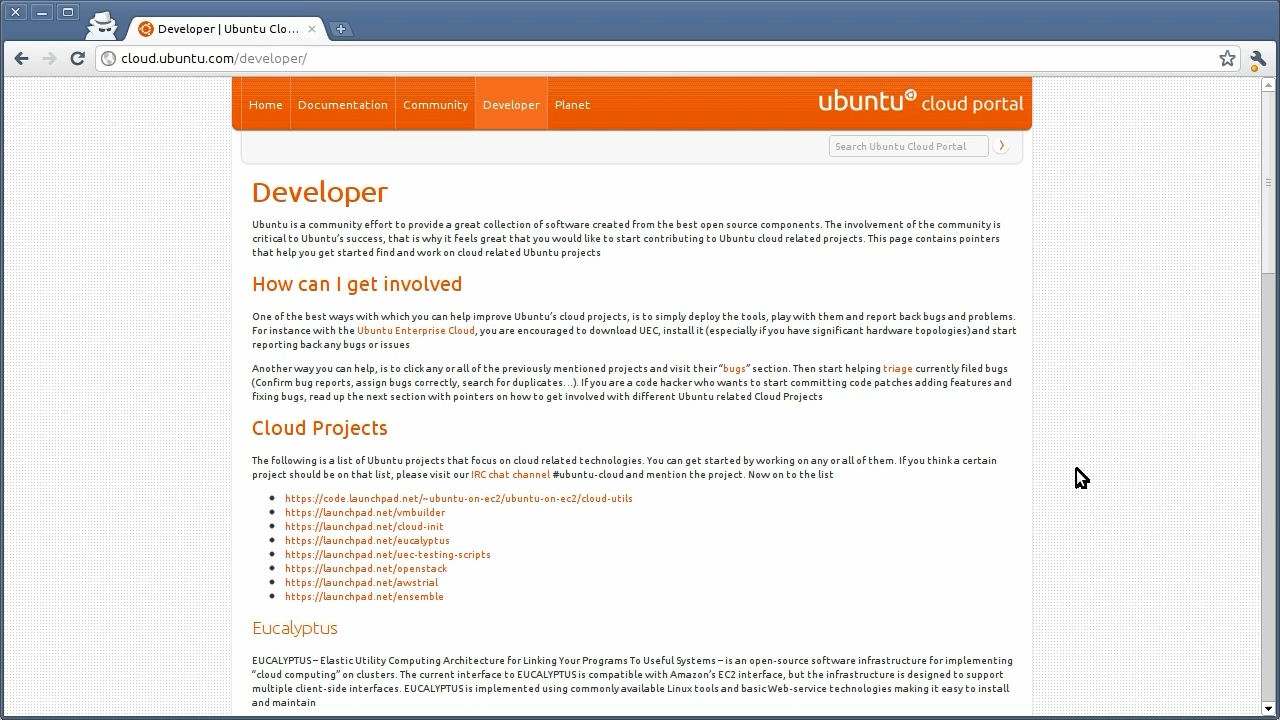 Developer | Ubuntu Clo...
cloud.ubuntu.com/developer/
Home Documentation Community Developer Planet
ubuntu cloud portal
Search Ubuntu Cloud Portal
Developer
Ubuntu is a community effort to provide a great collection of software created from the best open source components. The involvement of the community is
critical to Ubuntu’s success, that is why it feels great that you would like to start contributing to Ubuntu cloud related projects. This page contains pointers
that help you get started find and work on cloud related Ubuntu projects
How can I get involved
One of the best ways with which you can help improve Ubuntu’s cloud projects, is to simply deploy the tools, play with them and report back bugs and problems.
For instance with the Ubuntu Enterprise Cloud, you are encouraged to download UEC, install it (especially if you have significant hardware topologies) and start
reporting back any bugs or issues
Another way you can help, is to click any or all of the previously mentioned projects and visit their “bugs” section. Then start helping triage currently filed bugs
(Confirm bug reports, assign bugs correctly, search for duplicates…). If you are a code hacker who wants to start committing code patches adding features and
fixing bugs, read up the next section with pointers on how to get involved with different Ubuntu related Cloud Projects
Cloud Projects
The following is a list of Ubuntu projects that focus on cloud related technologies. You can get started by working on any or all of them. If you think a certain
project should be on that list, please visit our IRC chat channel #ubuntu-cloud and mention the project. Now on to the list
https://code.launchpad.net/~ubuntu-on-ec2/ubuntu-on-ec2/cloud-utils
https://launchpad.net/vmbuilder
https://launchpad.net/cloud-init
https://launchpad.net/eucalyptus
https://launchpad.net/uec-testing-scripts
https://launchpad.net/openstack
https://launchpad.net/awstrial
https://launchpad.net/ensemble
Eucalyptus
EUCALYPTUS – Elastic Utility Computing Architecture for Linking Your Programs To Useful Systems – is an open-source software infrastructure for implementing
“cloud computing” on clusters. The current interface to EUCALYPTUS is compatible with Amazon’s EC2 interface, but the infrastructure is designed to support
multiple client-side interfaces. EUCALYPTUS is implemented using commonly available Linux tools and basic Web-service technologies making it easy to install
and maintain